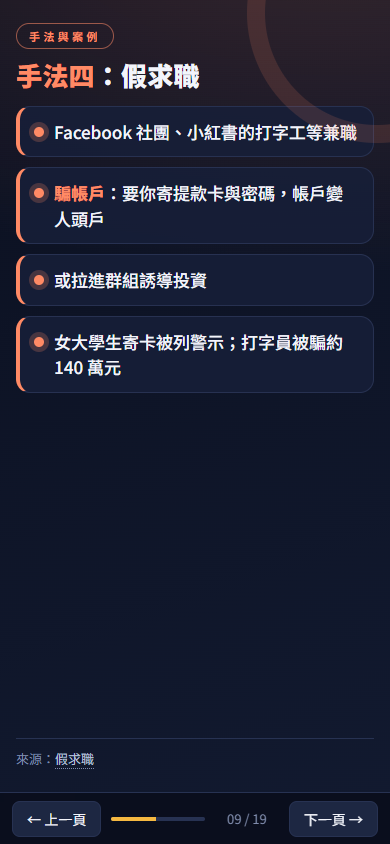 手法與案例
手法四：假求職
Facebook 社團、小紅書的打字工等兼職
騙帳戶：要你寄提款卡與密碼，帳戶變
人頭戶
或拉進群組誘導投資
女大學生寄卡被列警示；打字員被騙約
140 萬元
來源：假求職
← 上一頁
09 / 19
下一頁 →